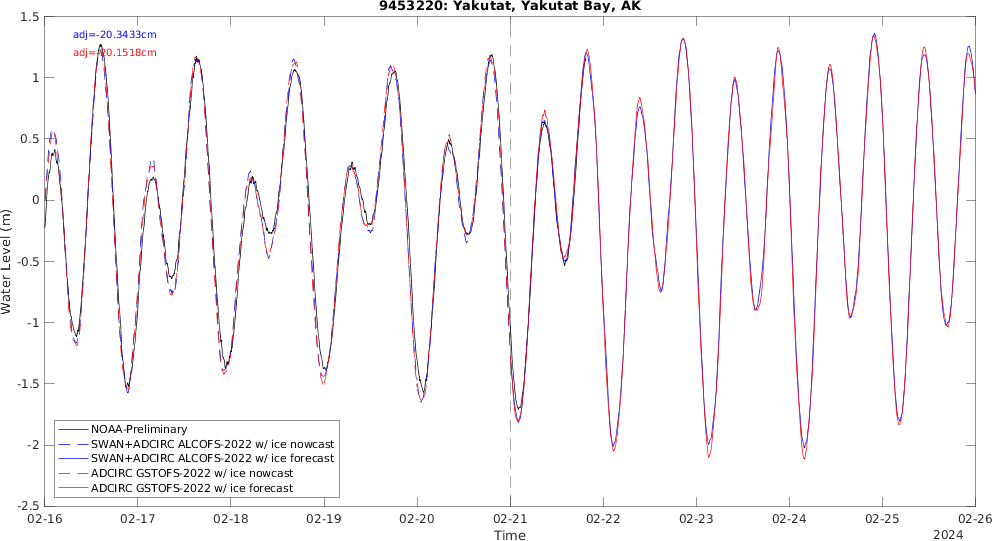 9453220: Yakutat, Yakutat Bay, AK
adj=-20.3433cm
adj=-20.1518cm
1.5
1
0.5
0
-0.5
-1
-1.5
-2
-2.5
Water Level (m)
NOAA-Preliminary
SWAN+ADCIRC ALCOFS-2022 w/ ice nowcast
SWAN+ADCIRC ALCOFS-2022 w/ ice forecast
ADCIRC GSTOFS-2022 w/ ice nowcast
ADCIRC GSTOFS-2022 w/ ice forecast
02-16 02-17 02-18 02-19 02-20 02-21 02-22 02-23 02-24 02-25 02-26
Time
2024